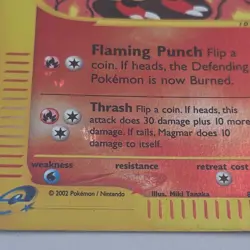 Flaming Punch Flip a
coin. If heads, the Defending
Pokémon is now Burned.
Thrash Flip a coin. If heads, this
attack does 30 damage plus 10 more
damage. If tails, Magmar does 10
damage to itself.
weakness resistance retreat cost
© 2002 Pokémon / Nintendo Illus. Miki Tanaka